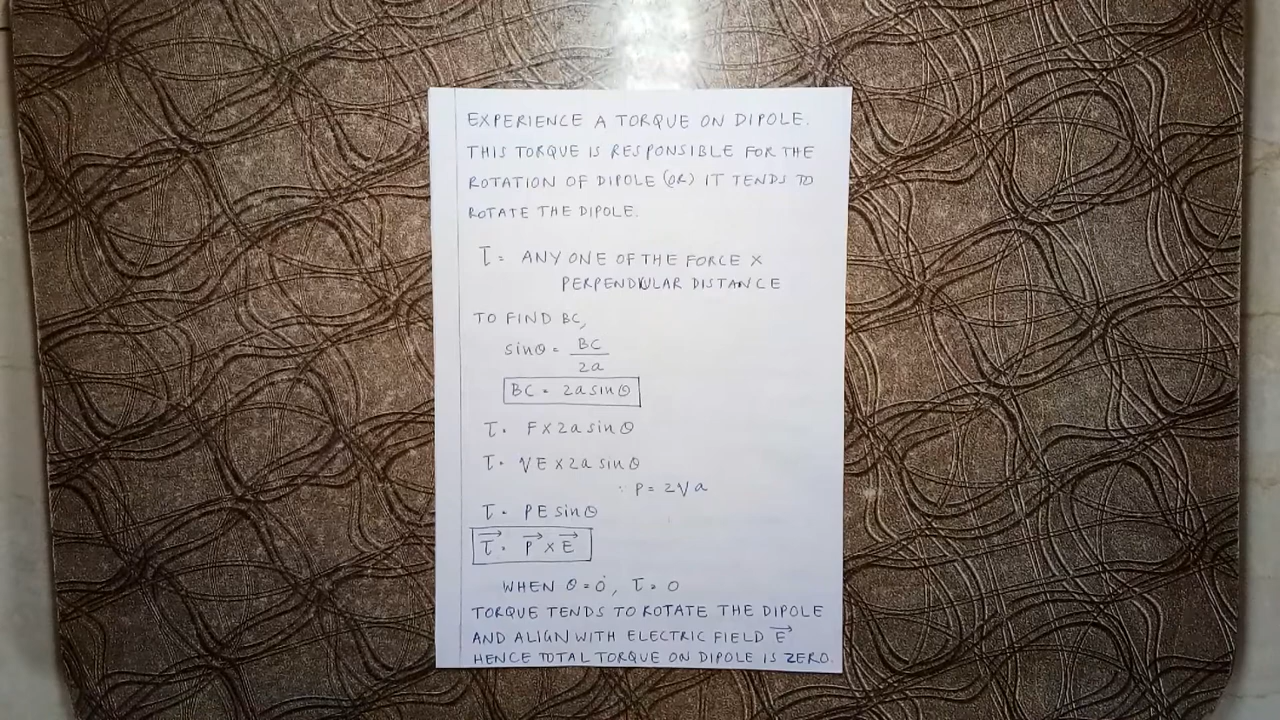 EXPERIENCE A TORQUE ON DIPOLE.
THIS TORQUE IS RESPONSIBLE FOR THE
ROTATION OF DIPOLE (OR) IT TENDS TO
ROTATE THE DIPOLE.
τ = ANY ONE OF THE FORCE ×
PERPENDICULAR DISTANCE
TO FIND BC,
sinθ = BC/2a
BC = 2a sinθ
τ = F × 2a sinθ
τ = qE × 2a sinθ
∵ P = 2qa
τ = PE sinθ
τ⃗ = P⃗ × E⃗
WHEN θ = 0°, τ = 0
TORQUE TENDS TO ROTATE THE DIPOLE
AND ALIGN WITH ELECTRIC FIELD E⃗
HENCE TOTAL TORQUE ON DIPOLE IS ZERO.